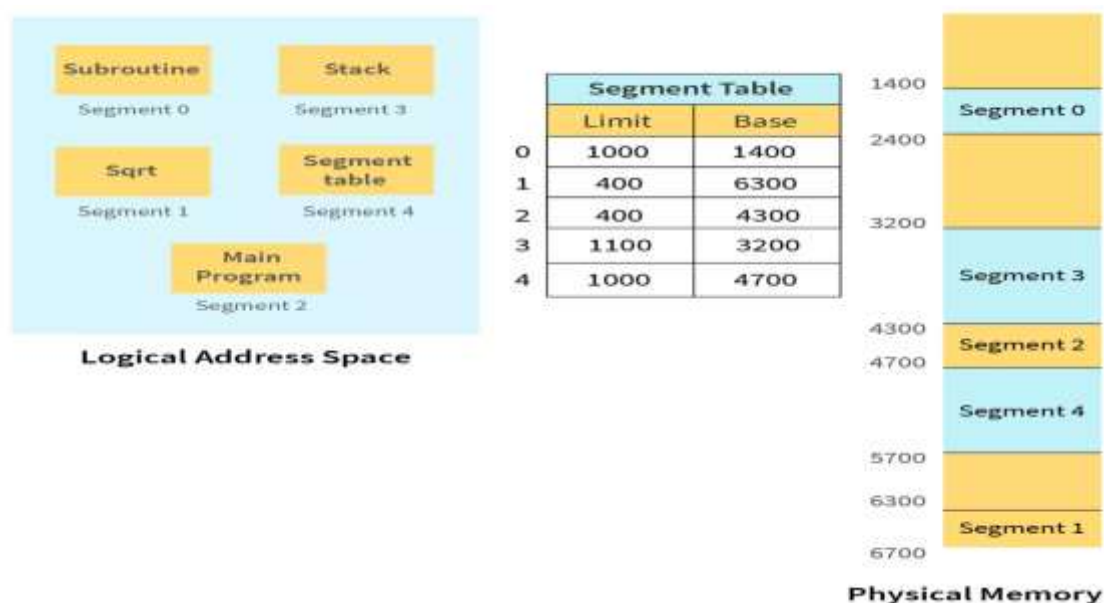 Subroutine
Segment 0
Stack
Segment 3
Sqrt
Segment 1
Segment
table
Segment 4
Main
Program
Segment 2
Logical Address Space
Segment Table
Limit Base
0 1000 1400
1 400 6300
2 400 4300
3 1100 3200
4 1000 4700
1400
Segment 0
2400
3200
Segment 3
4300
Segment 2
4700
Segment 4
5700
6300
Segment 1
6700
Physical Memory